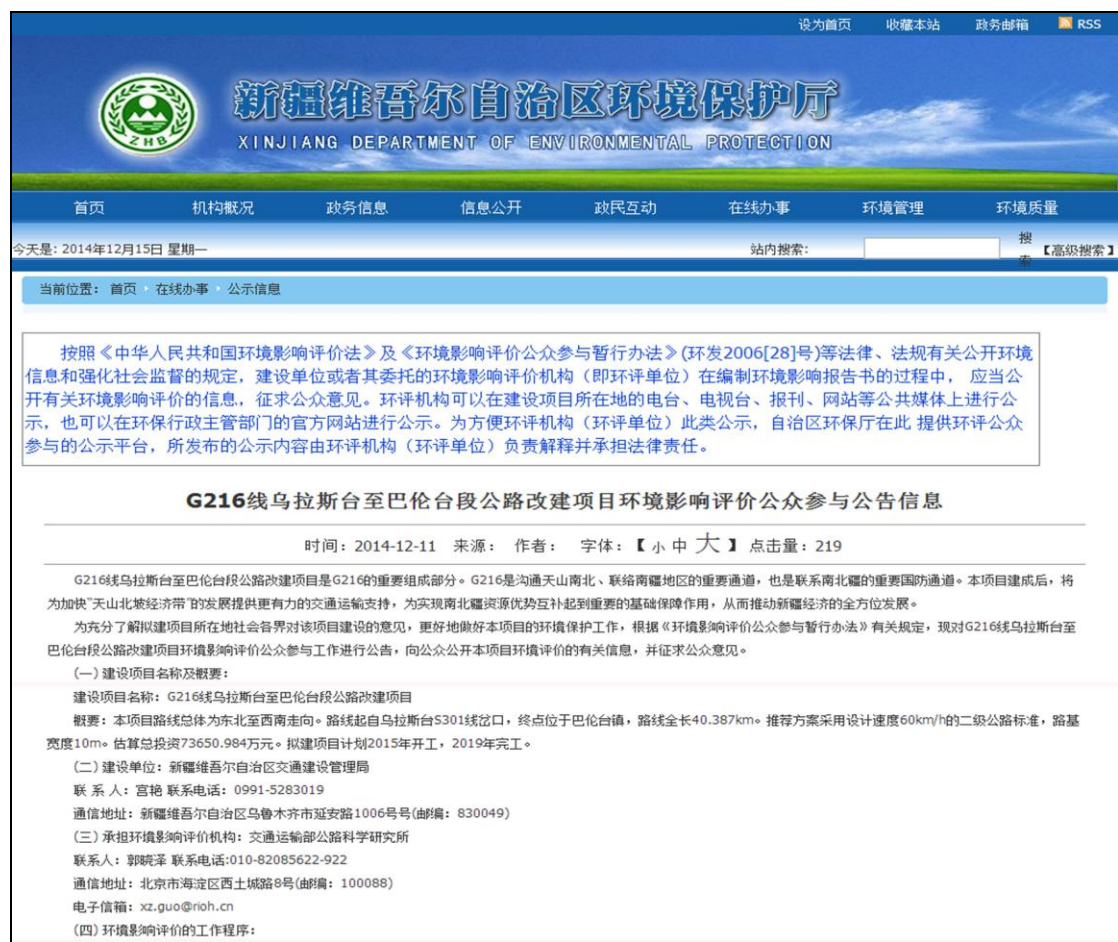 设为首页 收藏本站 政务邮箱 RSS
新疆维吾尔自治区环境保护厅
ZHB
XINJIANG DEPARTMENT OF ENVIRONMENTAL PROTECTION
首页 机构概况 政务信息 信息公开 政民互动 在线办事 环境管理 环境质量
今天是: 2014年12月15日 星期一 站内搜索: 搜索 【高级搜索】
当前位置: 首页 在线办事 公示信息
按照《中华人民共和国环境影响评价法》及《环境影响评价公众参与暂行办法》(环发2006[28]号)等法律、法规有关公开环境
信息和强化社会监督的规定,建设单位或者其委托的环境影响评价机构(即环评单位)在编制环境影响报告书的过程中, 应当公
开有关环境影响评价的信息,征求公众意见。环评机构可以在建设项目所在地的电台、电视台、报刊、网站等公共媒体上进行公
示,也可以在环保行政主管部门的官方网站进行公示。为方便环评机构(环评单位)此类公示,自治区环保厅在此 提供环评公众
参与的公示平台,所发布的公示内容由环评机构(环评单位)负责解释并承担法律责任。
G216线乌拉斯台至巴伦台段公路改建项目环境影响评价公众参与公告信息
时间:2014-12-11 来源: 作者: 字体:【小 中 大】 点击量:219
G216线乌拉斯台至巴伦台段公路改建项目是G216的重要组成部分。G216是沟通天山南北、联络南疆地区的重要通道,也是联系南北疆的重要国防通道。本项目建成后,将
为加快"天山北坡经济带"的发展提供更有力的交通运输支持,为实现南北疆资源优势互补起到重要的基础保障作用,从而推动新疆经济的全方位发展。
为充分了解拟建项目所在地社会各界对该项目建设的意见,更好地做好本项目的环境保护工作,根据《环境影响评价公众参与暂行办法》有关规定,现对G216线乌拉斯台至
巴伦台段公路改建项目环境影响评价公众参与工作进行公告,向公众公开本项目环境评价的有关信息,并征求公众意见。
(一)建设项目名称及概要:
建设项目名称:G216线乌拉斯台至巴伦台段公路改建项目
概要:本项目路线总体为东北至西南走向。路线起自乌拉斯台S301线岔口,终点位于巴伦台镇,路线全长40.387km。推荐方案采用设计速度60km/h的二级公路标准,路基
宽度10m。估算总投资73650.984万元。拟建项目计划2015年开工,2019年完工。
(二)建设单位:新疆维吾尔自治区交通建设管理局
联 系 人:宫艳 联系电话:0991-5283019
通信地址:新疆维吾尔自治区乌鲁木齐市延安路1006号号(邮编:830049)
(三)承担环境影响评价机构:交通运输部公路科学研究所
联系人:郭晓泽 联系电话:010-82085622-922
通信地址:北京市海淀区西土城路8号(邮编:100088)
电子信箱:xz.guo@rioh.cn
(四)环境影响评价的工作程序: